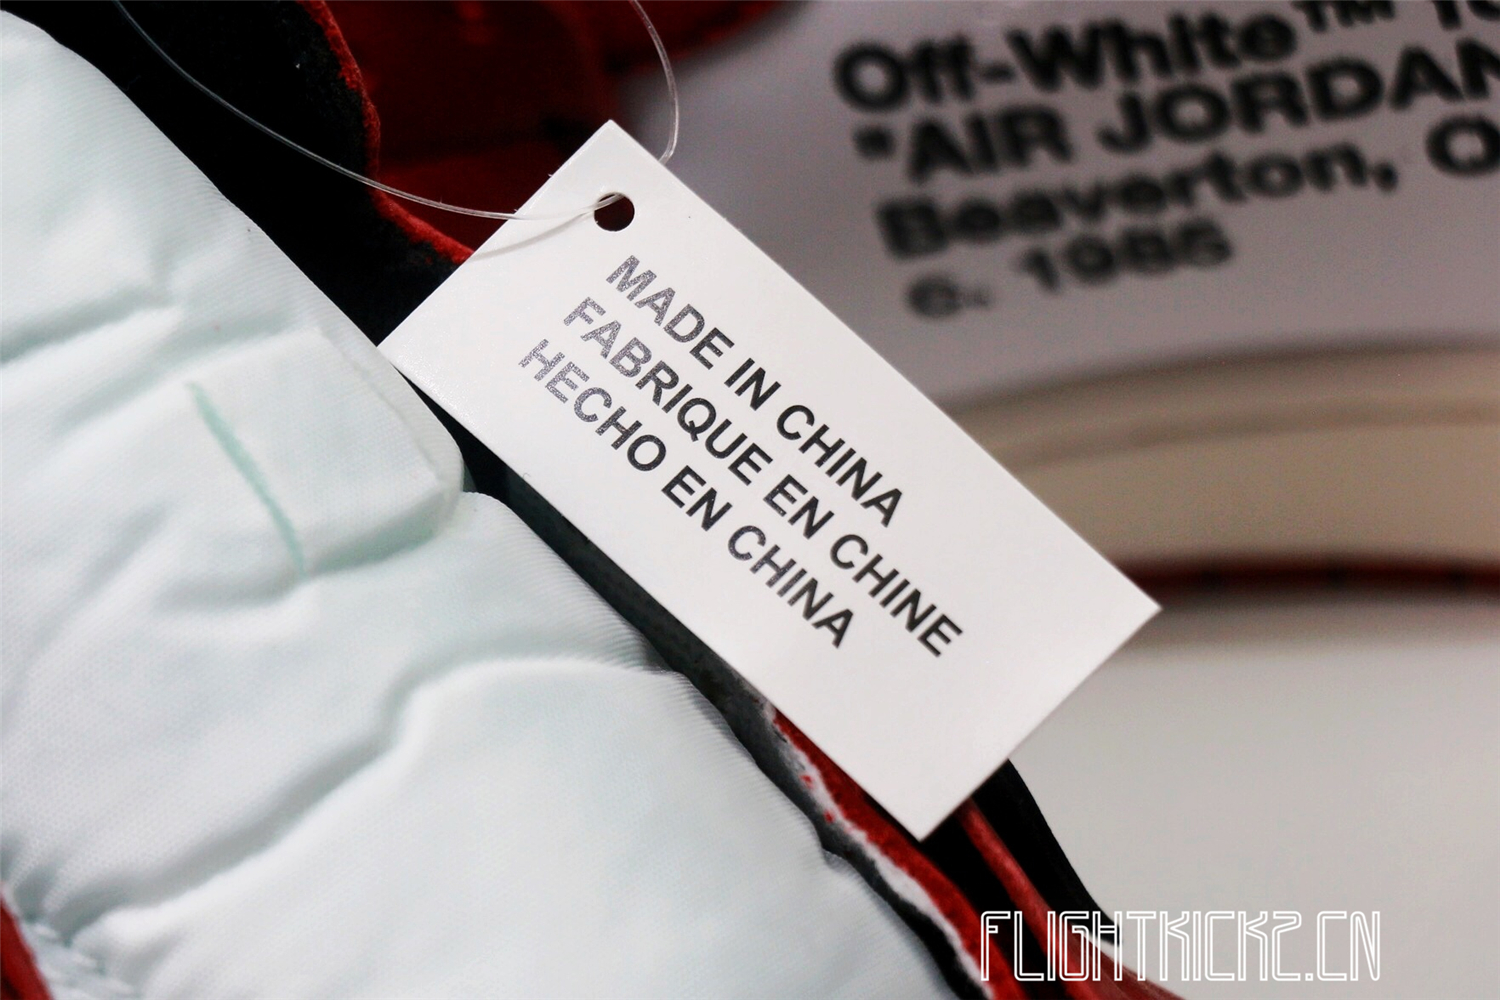 Off-White™
"AIR JORDAN
Beaverton,
c. 1985
MADE IN CHINA
FABRIQUE EN CHINE
HECHO EN CHINA
FLIGHTKICKZ.CN